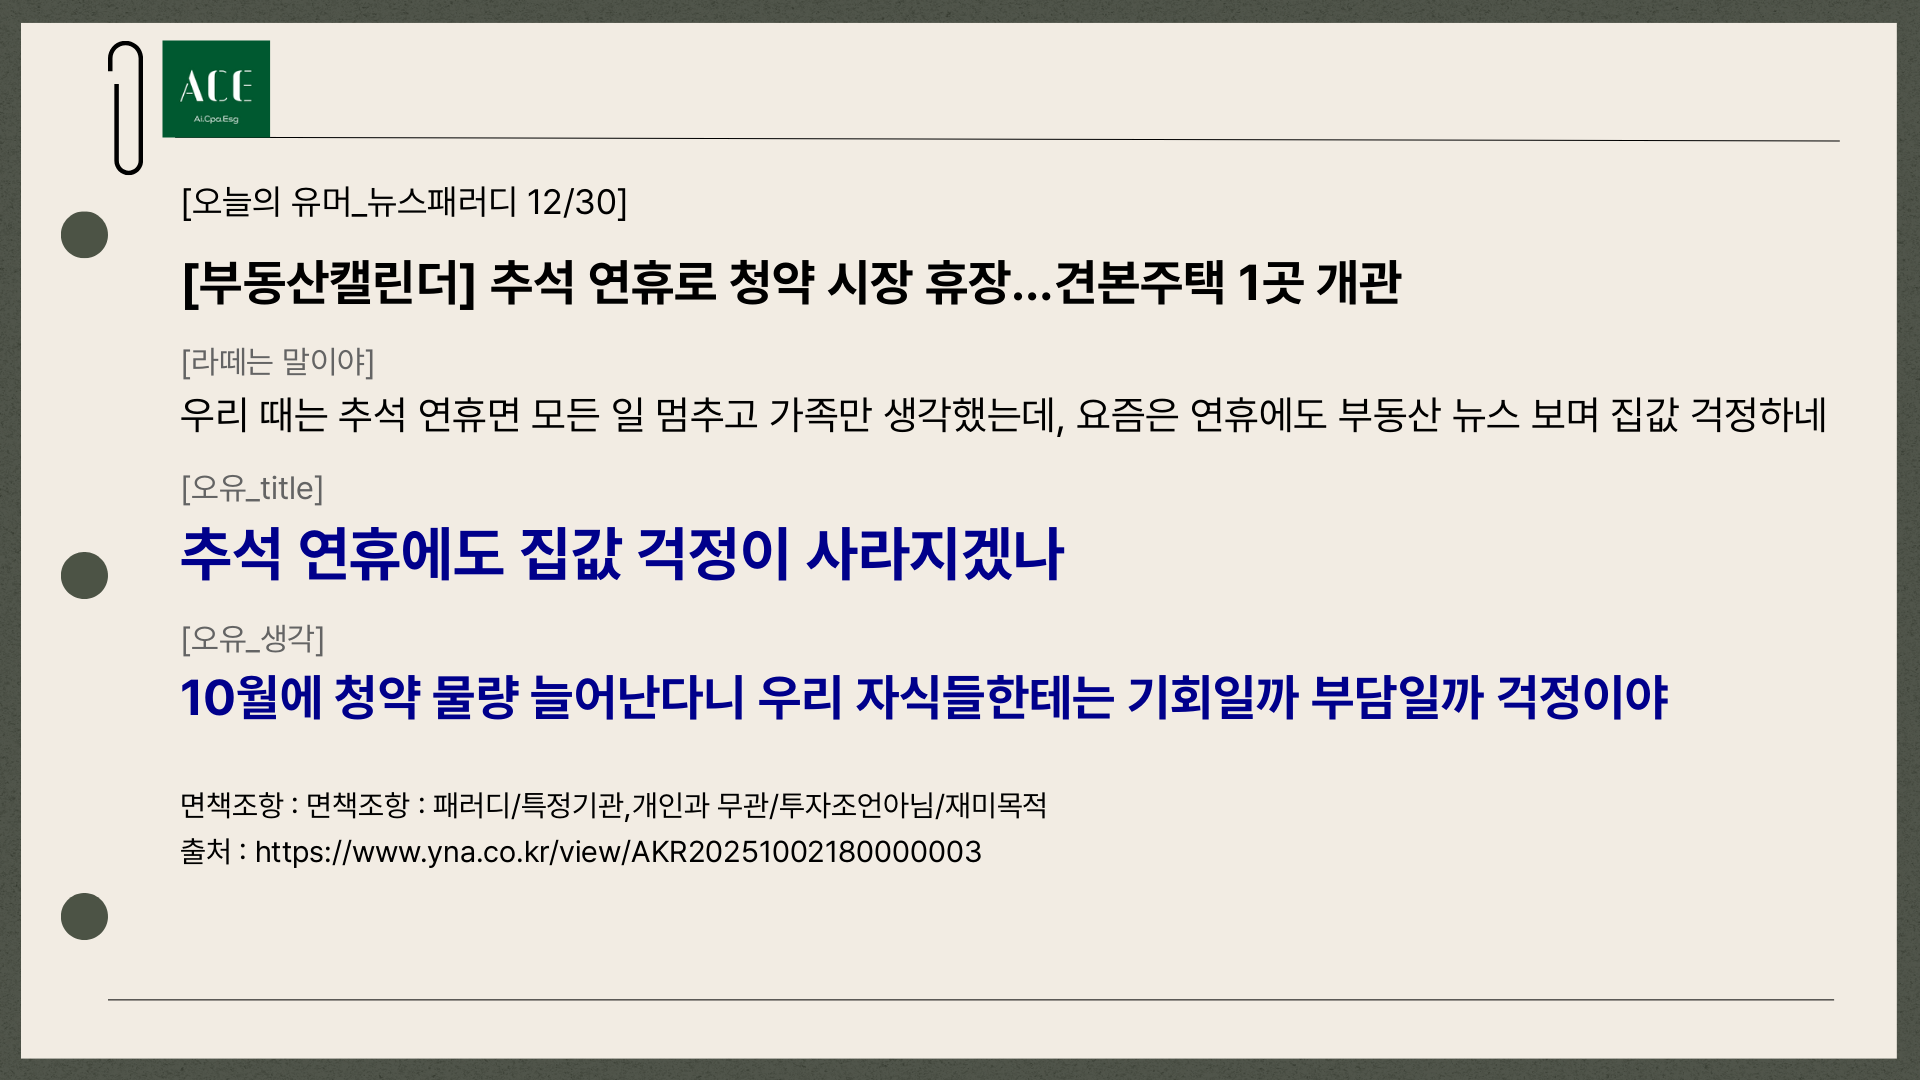 ACE
Ai.Cpa.Esg
[오늘의 유머_뉴스패러디 12/30]
[부동산캘린더] 추석 연휴로 청약 시장 휴장…견본주택 1곳 개관
[라떼는 말이야]
우리 때는 추석 연휴면 모든 일 멈추고 가족만 생각했는데, 요즘은 연휴에도 부동산 뉴스 보며 집값 걱정하네
[오유_title]
추석 연휴에도 집값 걱정이 사라지겠나
[오유_생각]
10월에 청약 물량 늘어난다니 우리 자식들한테는 기회일까 부담일까 걱정이야
면책조항 : 면책조항 : 패러디/특정기관,개인과 무관/투자조언아님/재미목적
출처 : https://www.yna.co.kr/view/AKR20251002180000003